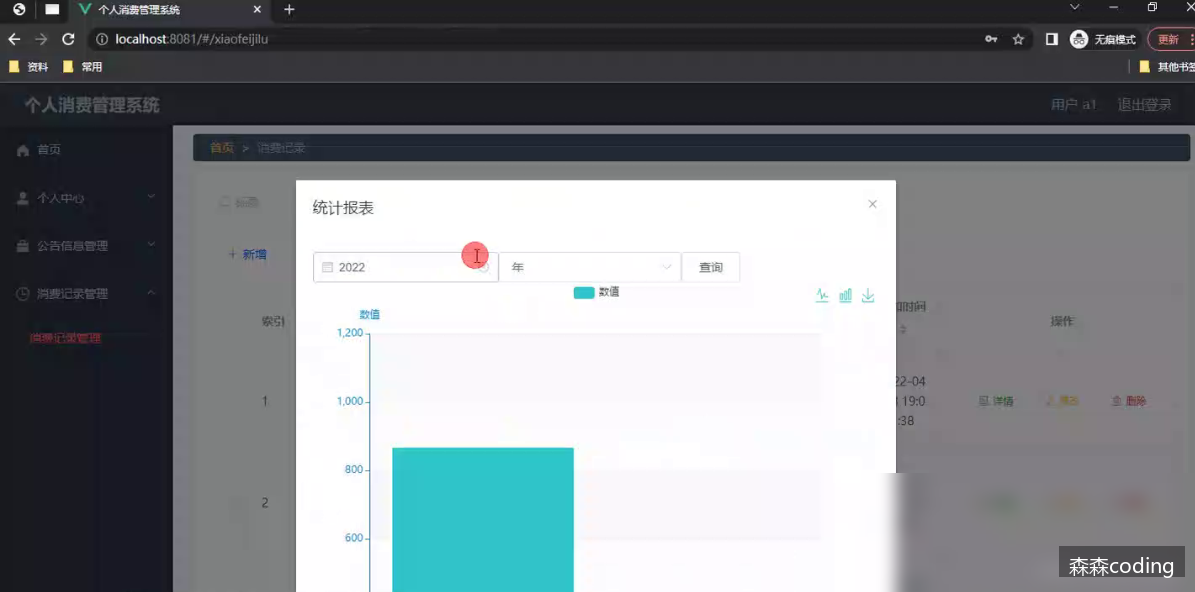 个人消费管理系统
localhost:8081/#/xiaofeijilu
无痕模式
更新
资料
常用
其他书签
个人消费管理系统
用户 a1
退出登录
首页
首页 > 消费记录
个人中心
标题
统计报表
公告信息管理
+ 新增
2022
年
查询
消费记录管理
数值
数值
索引
操作
消费记录管理
1,200
1,000
1
22-04
19:0
:38
详情
修改
删除
800
2
600
森森coding